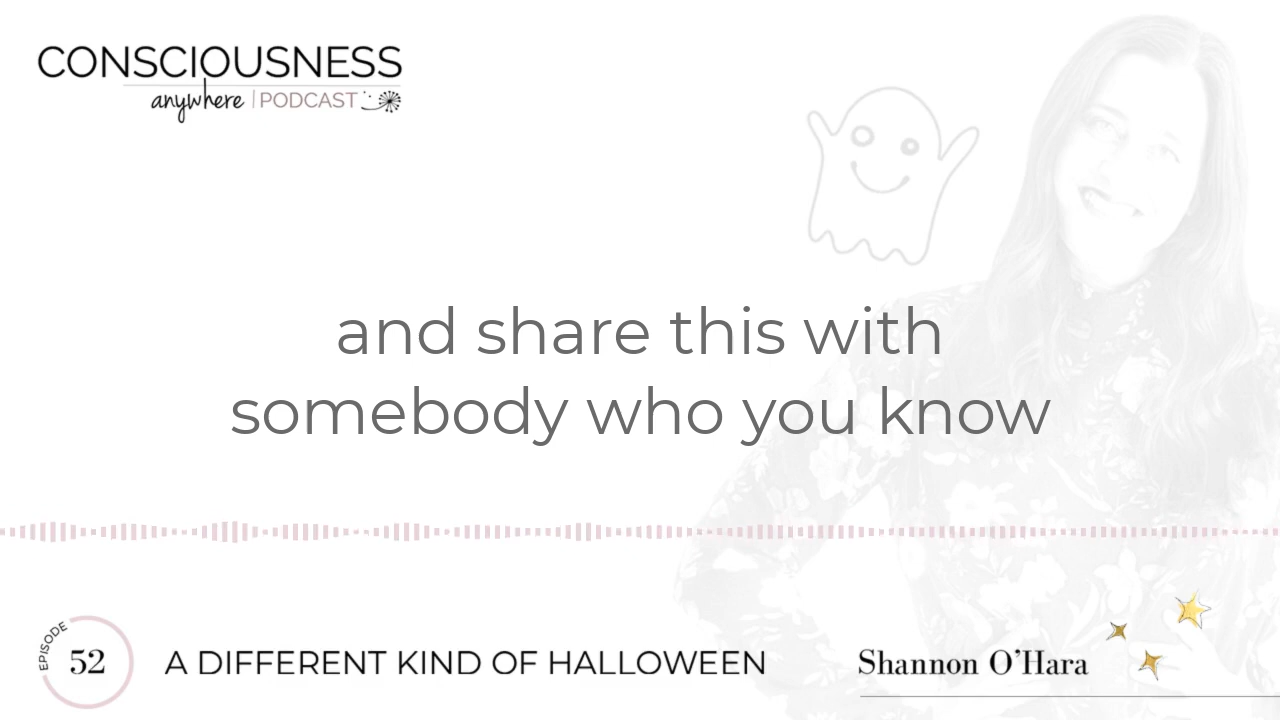 CONSCIOUSNESS
anywhere | PODCAST
and share this with
somebody who you know
EPISODE
52
A DIFFERENT KIND OF HALLOWEEN
Shannon O’Hara